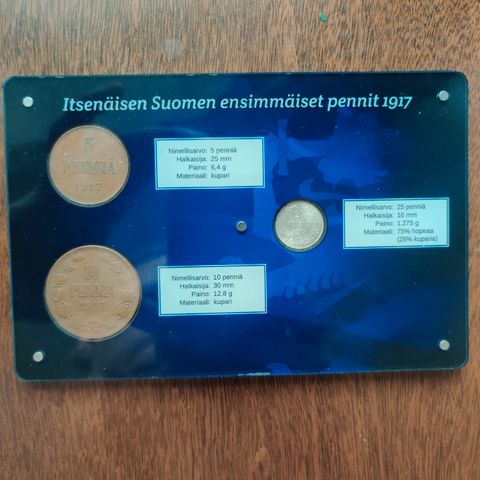 Itsenäisen Suomen ensimmäiset pennit 1917
5
PENNIÄ
1917
Nimellisarvo: 5 penniä
Halkaisija: 25 mm
Paino: 6,4 g
Materiaali: kupari
Nimellisarvo: 25 penniä
Halkaisija: 16 mm
Paino: 1,275 g
Materiaali: 75% hopeaa
(25% kuparia)
10
PENNIÄ
1917
Nimellisarvo: 10 penniä
Halkaisija: 30 mm
Paino: 12,8 g
Materiaali: kupari